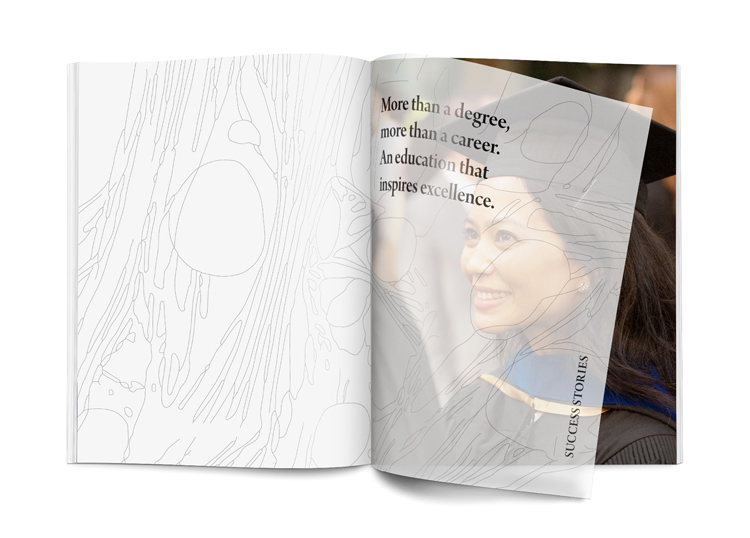 More than a degree,
more than a career.
An education that
inspires excellence.
SUCCESS STORIES